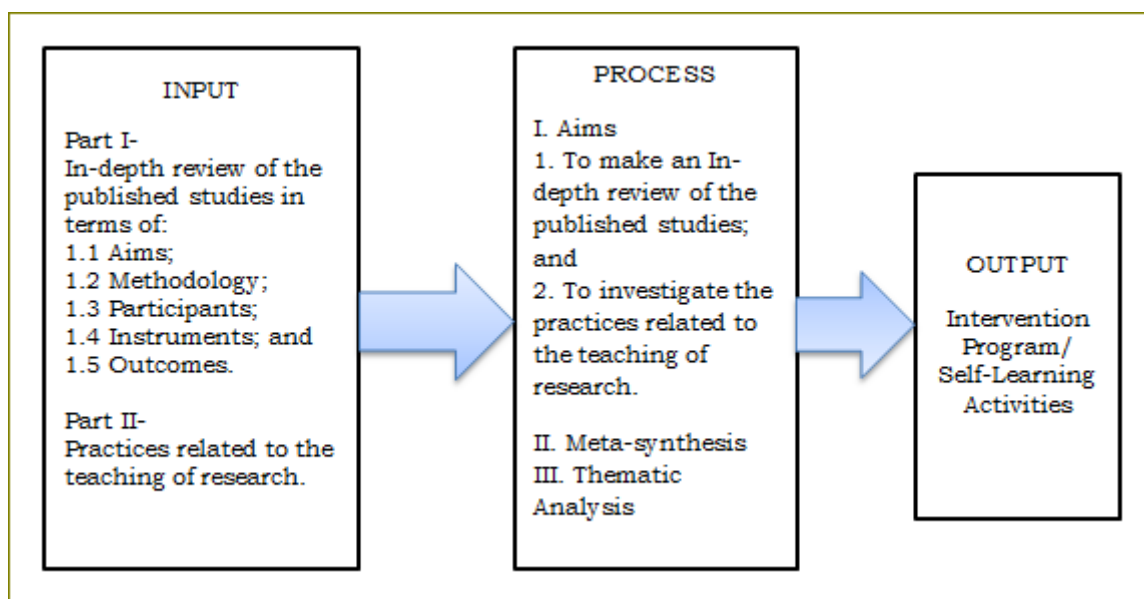 INPUT
Part I-
In-depth review of the
published studies in
terms of:
1.1 Aims;
1.2 Methodology;
1.3 Participants;
1.4 Instruments; and
1.5 Outcomes.
Part II-
Practices related to the
teaching of research.
PROCESS
I. Aims
1. To make an In-
depth review of the
published studies;
and
2. To investigate the
practices related to
the teaching of
research.
II. Meta-synthesis
III. Thematic
Analysis
OUTPUT
Intervention
Program/
Self-Learning
Activities